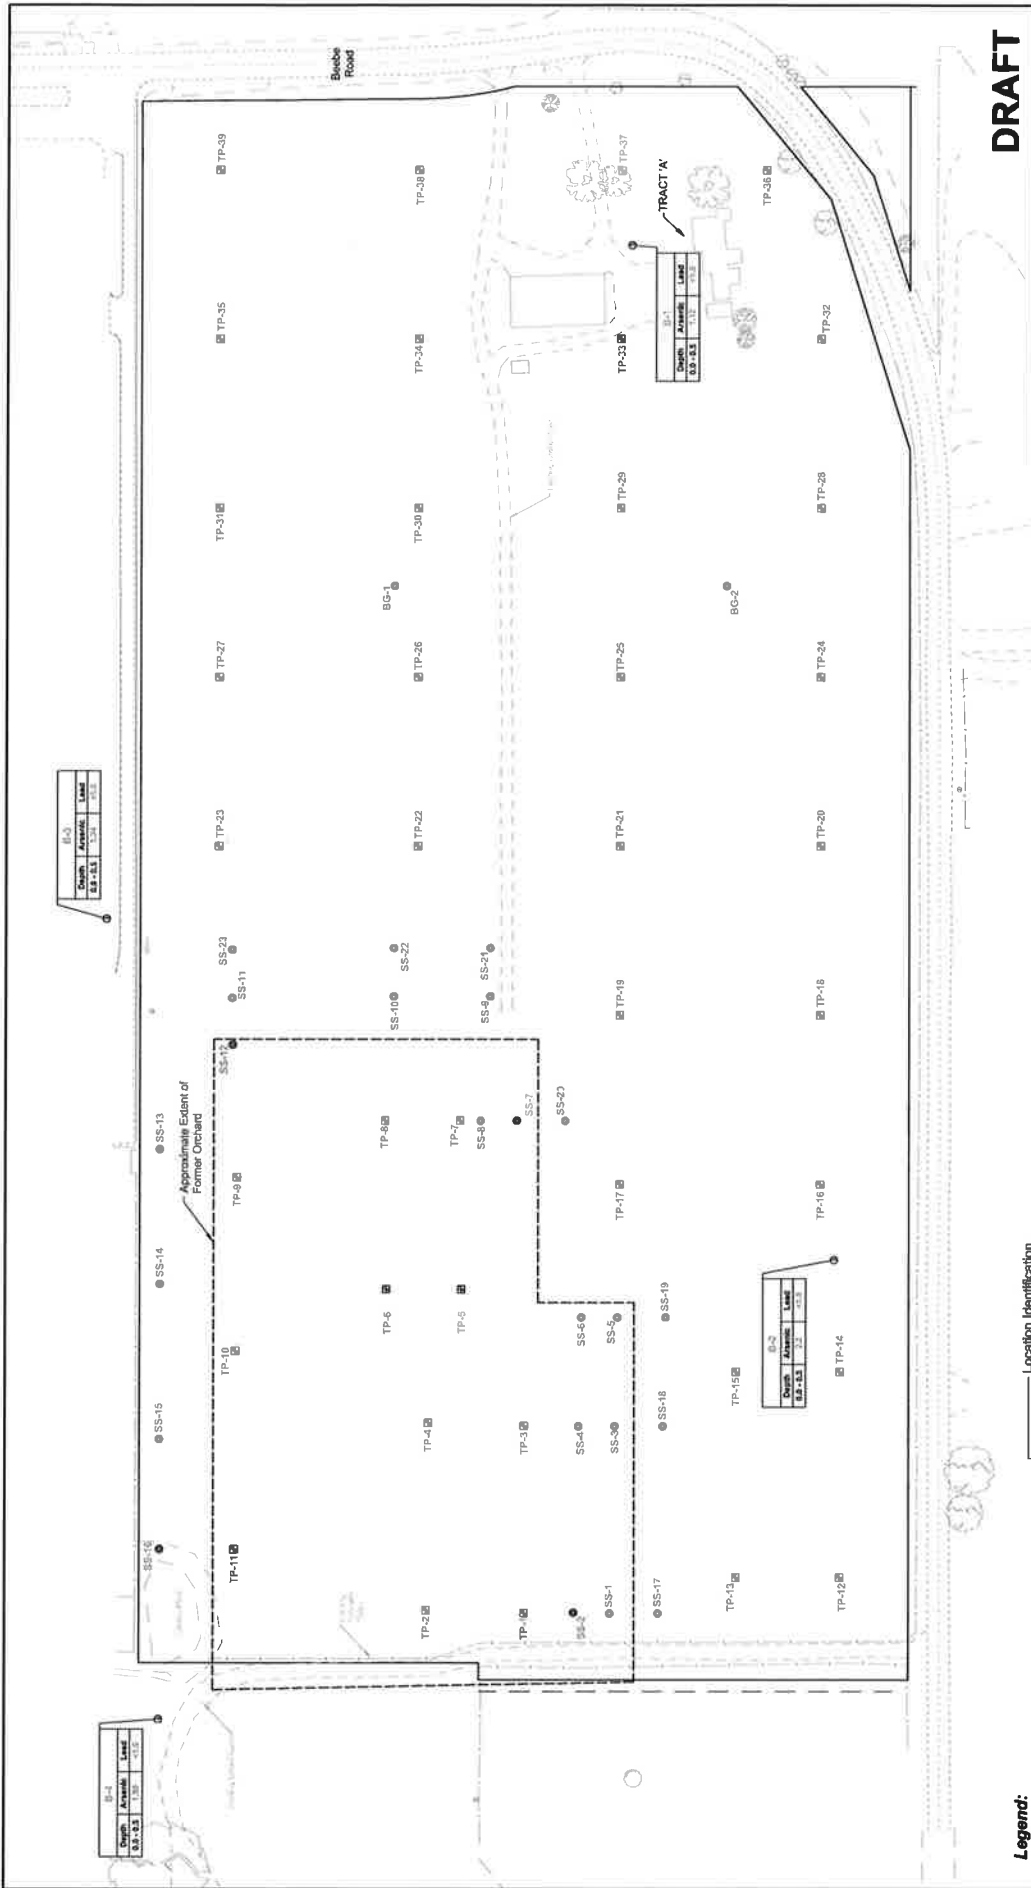 DRAFT
Beebe
Road
TP-39
TP-38
TP-37
TRACT 'A'
TP-36
TP-35
TP-34
TP-33
TP-32
Depth Arsenic Lead
0.0 - 0.5
TP-31
TP-30
TP-29
TP-28
BG-1
BG-2
TP-27
TP-26
TP-25
TP-24
Depth Arsenic Lead
0.0 - 0.5
TP-23
TP-22
TP-21
TP-20
SS-23
SS-22
SS-21
SS-11
SS-10
SS-9
TP-19
TP-18
Approximate Extent of
Former Orchard
SS-12
SS-13
TP-8
TP-7
SS-8
SS-7
SS-20
TP-9
TP-17
TP-16
SS-14
TP-6
TP-5
SS-6
SS-5
SS-19
Depth Arsenic Lead
0.0 - 0.5
TP-10
TP-15
TP-14
SS-15
TP-4
TP-3
SS-4
SS-3
SS-18
SS-16
TP-11
TP-2
TP-1
SS-2
SS-1
SS-17
TP-13
TP-12
Depth Arsenic Lead
0.0 - 0.5
Location Identification
Legend: